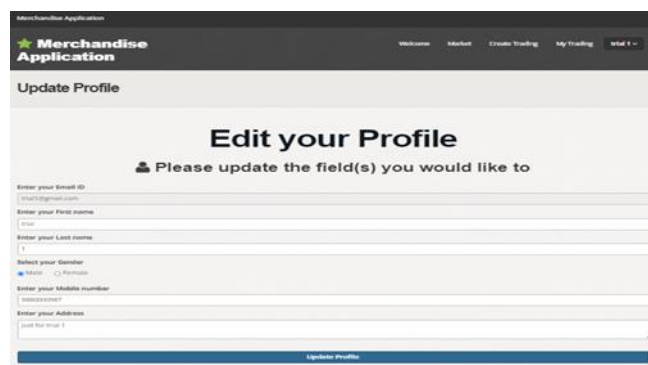 Merchandise Application
Merchandise
Application
Welcome Market Create Trading My Trading trial 1
Update Profile
Edit your Profile
Please update the field(s) you would like to
Enter your Email ID
trial1@gmail.com
Enter your First name
trial
Enter your Last name
1
Select your Gender
Male Female
Enter your Mobile number
Enter your Address
just for trial 1
Update Profile